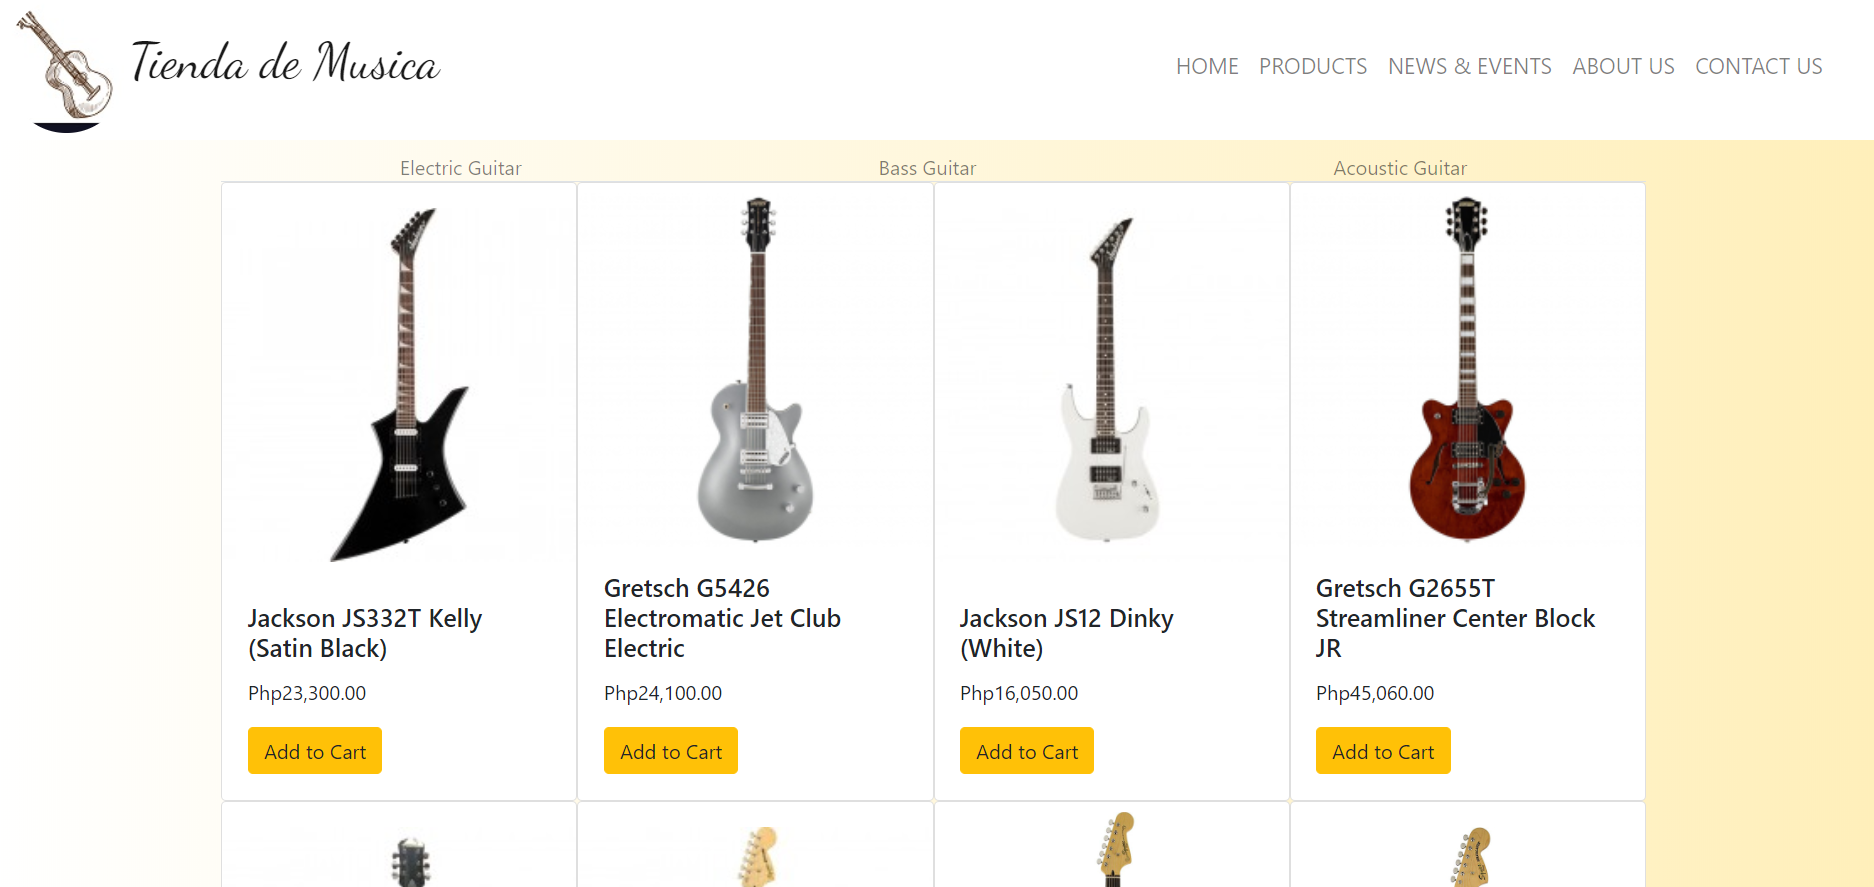 Tienda de Musica
HOME PRODUCTS NEWS & EVENTS ABOUT US CONTACT US
Electric Guitar Bass Guitar Acoustic Guitar
Jackson JS332T Kelly
(Satin Black)
Php23,300.00
Add to Cart
Gretsch G5426
Electromatic Jet Club
Electric
Php24,100.00
Add to Cart
Jackson JS12 Dinky
(White)
Php16,050.00
Add to Cart
Gretsch G2655T
Streamliner Center Block
JR
Php45,060.00
Add to Cart